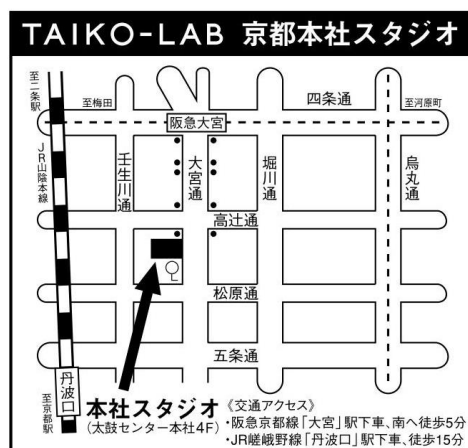 TAIKO-LAB 京都本社スタジオ
至二条駅
至梅田
四条通
至河原町
阪急大宮
JR山陰本線
壬生川通
大宮通
堀川通
烏丸通
高辻通
松原通
五条通
丹波口
至京都駅
本社スタジオ
(太鼓センター本社4F)
《交通アクセス》
・阪急京都線「大宮」駅下車、南へ徒歩5分
・JR嵯峨野線「丹波口」駅下車、徒歩15分